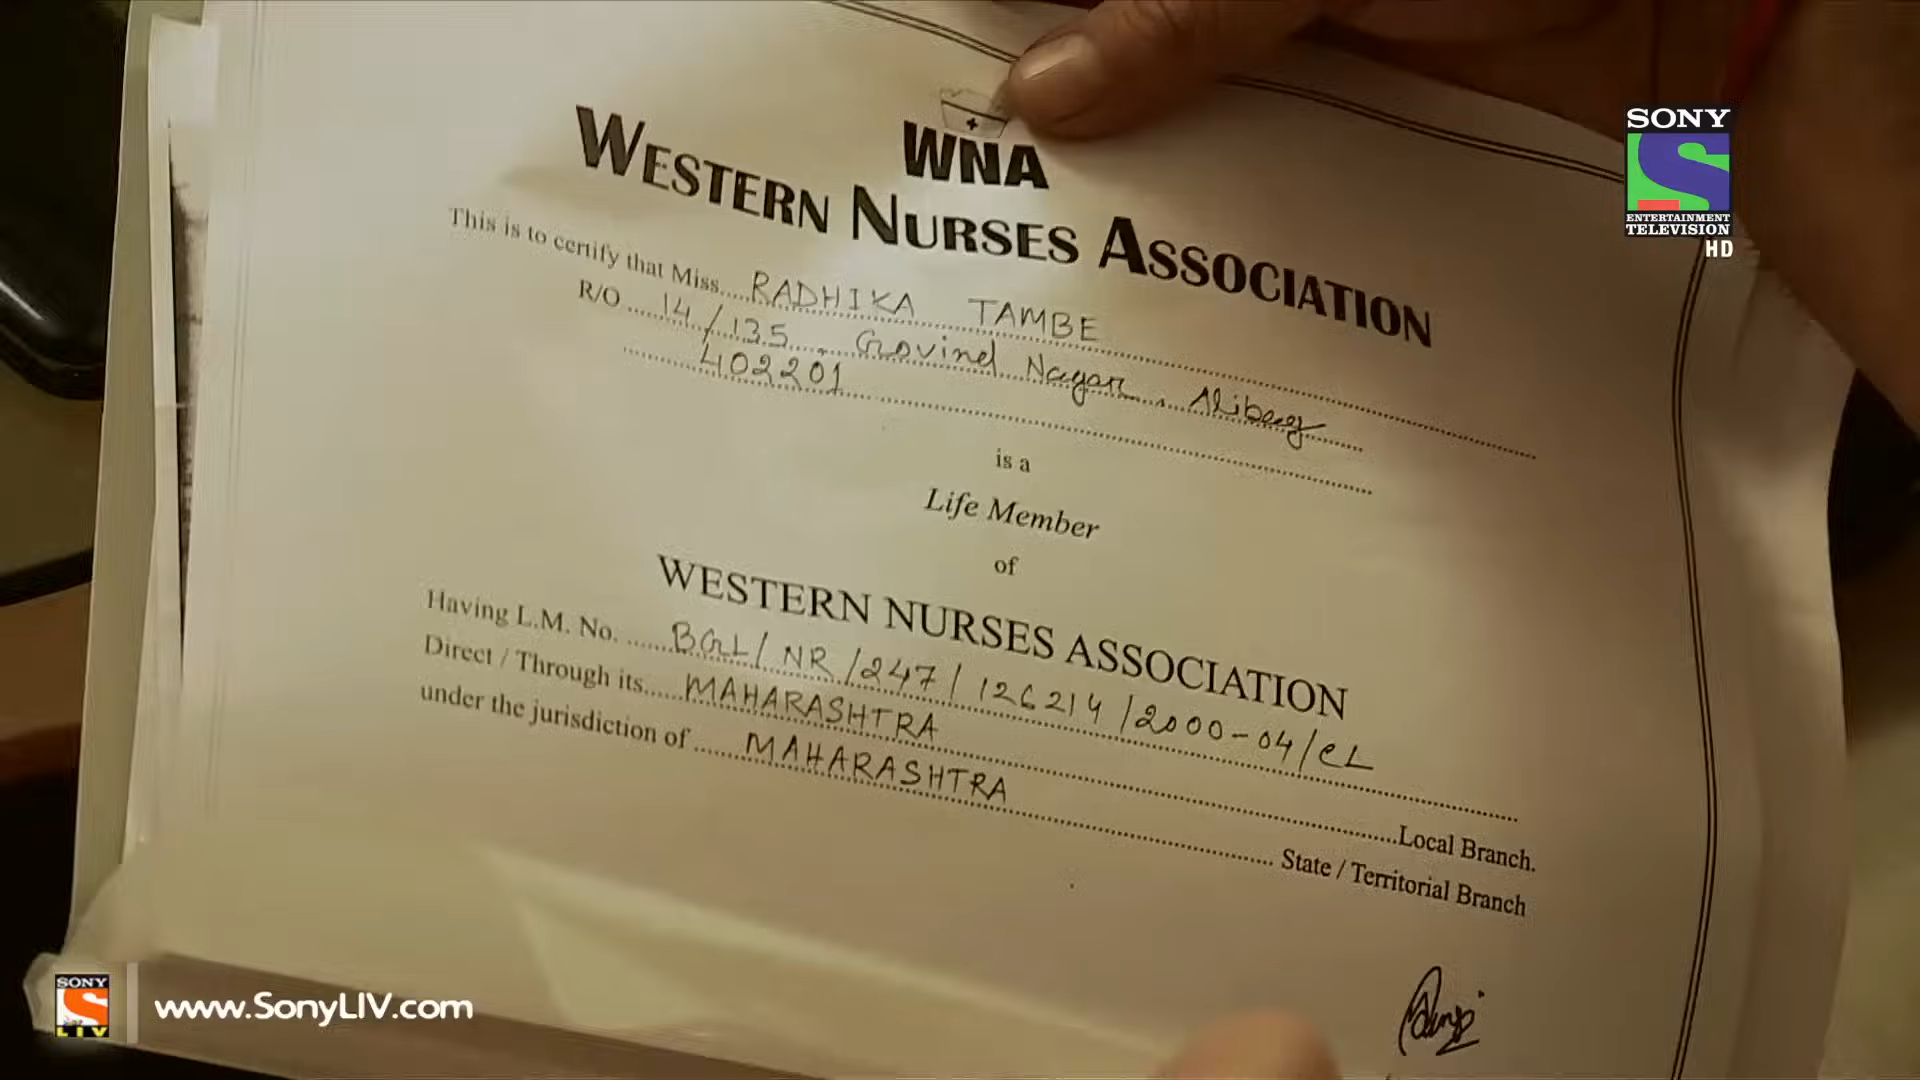 WNA
WESTERN NURSES ASSOCIATION
This is to certify that Miss.....RADHIKA TAMBE
R/O ....14/135, Govind Nagar, Alibag
402201
is a
Life Member
of
WESTERN NURSES ASSOCIATION
Having L.M. No. ......BGL/NR/247/126214/2000-04/CL
Direct / Through its......MAHARASHTRA Local Branch.
under the jurisdiction of ......MAHARASHTRA State / Territorial Branch
SONY
ENTERTAINMENT
TELEVISION
HD
SONY
LIV
www.SonyLIV.com